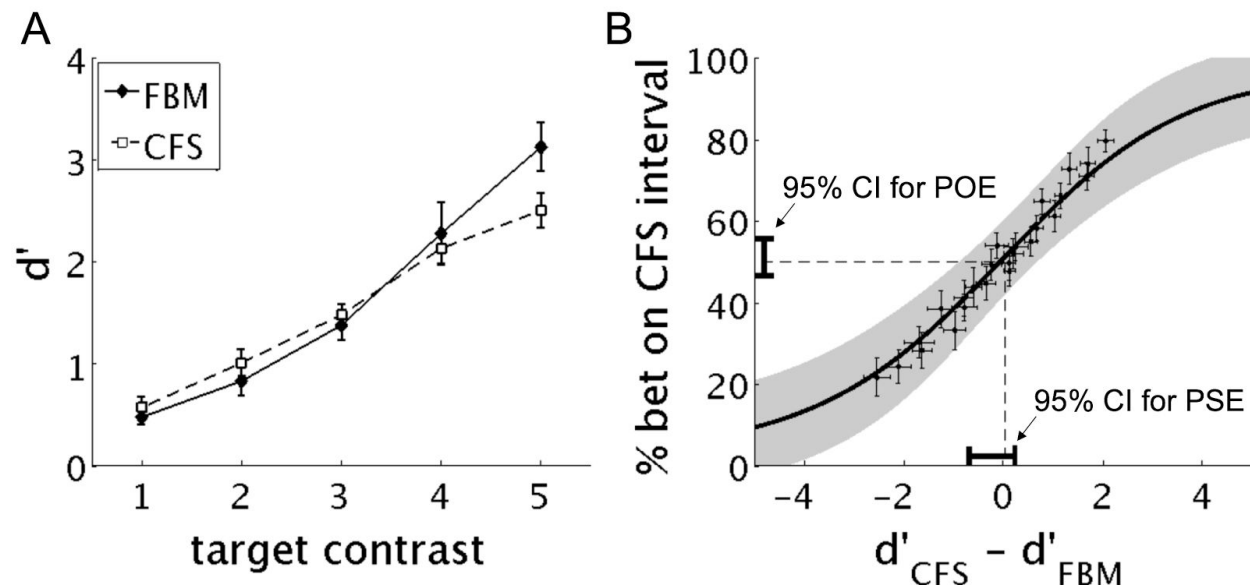 A
4
3
2
1
0
d'
FBM
CFS
1 2 3 4 5
target contrast
B
100
80
60
40
20
0
% bet on CFS interval
95% CI for POE
95% CI for PSE
−4 −2 0 2 4
d'CFS - d'FBM